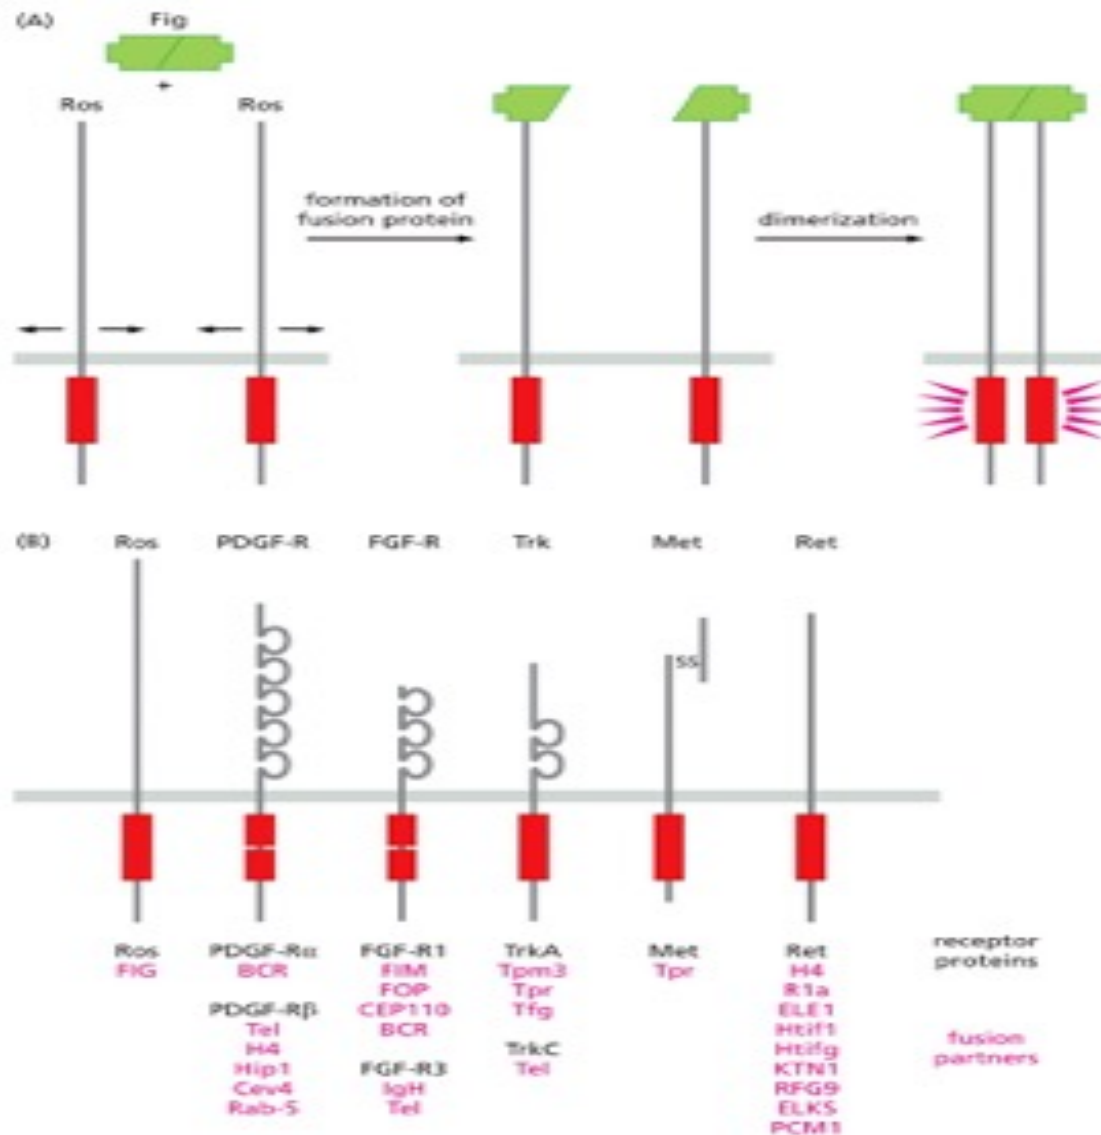 (A)
Fig
Ros
Ros
formation of
fusion protein
dimerization
(B)
Ros
PDGF-R
FGF-R
Trk
Met
Ret
SS
Ros
FIG
PDGF-Rα
BCR
PDGF-Rβ
Tel
H4
Hip1
Cev4
Rab-5
FGF-R1
FIM
FOP
CEP110
BCR
FGF-R3
IgH
Tel
TrkA
Tpm3
Tpr
Tfg
TrkC
Tel
Met
Tpr
Ret
H4
R1a
ELE1
Htif1
Htifg
KTN1
RFG9
ELKS
PCM1
receptor
proteins
fusion
partners